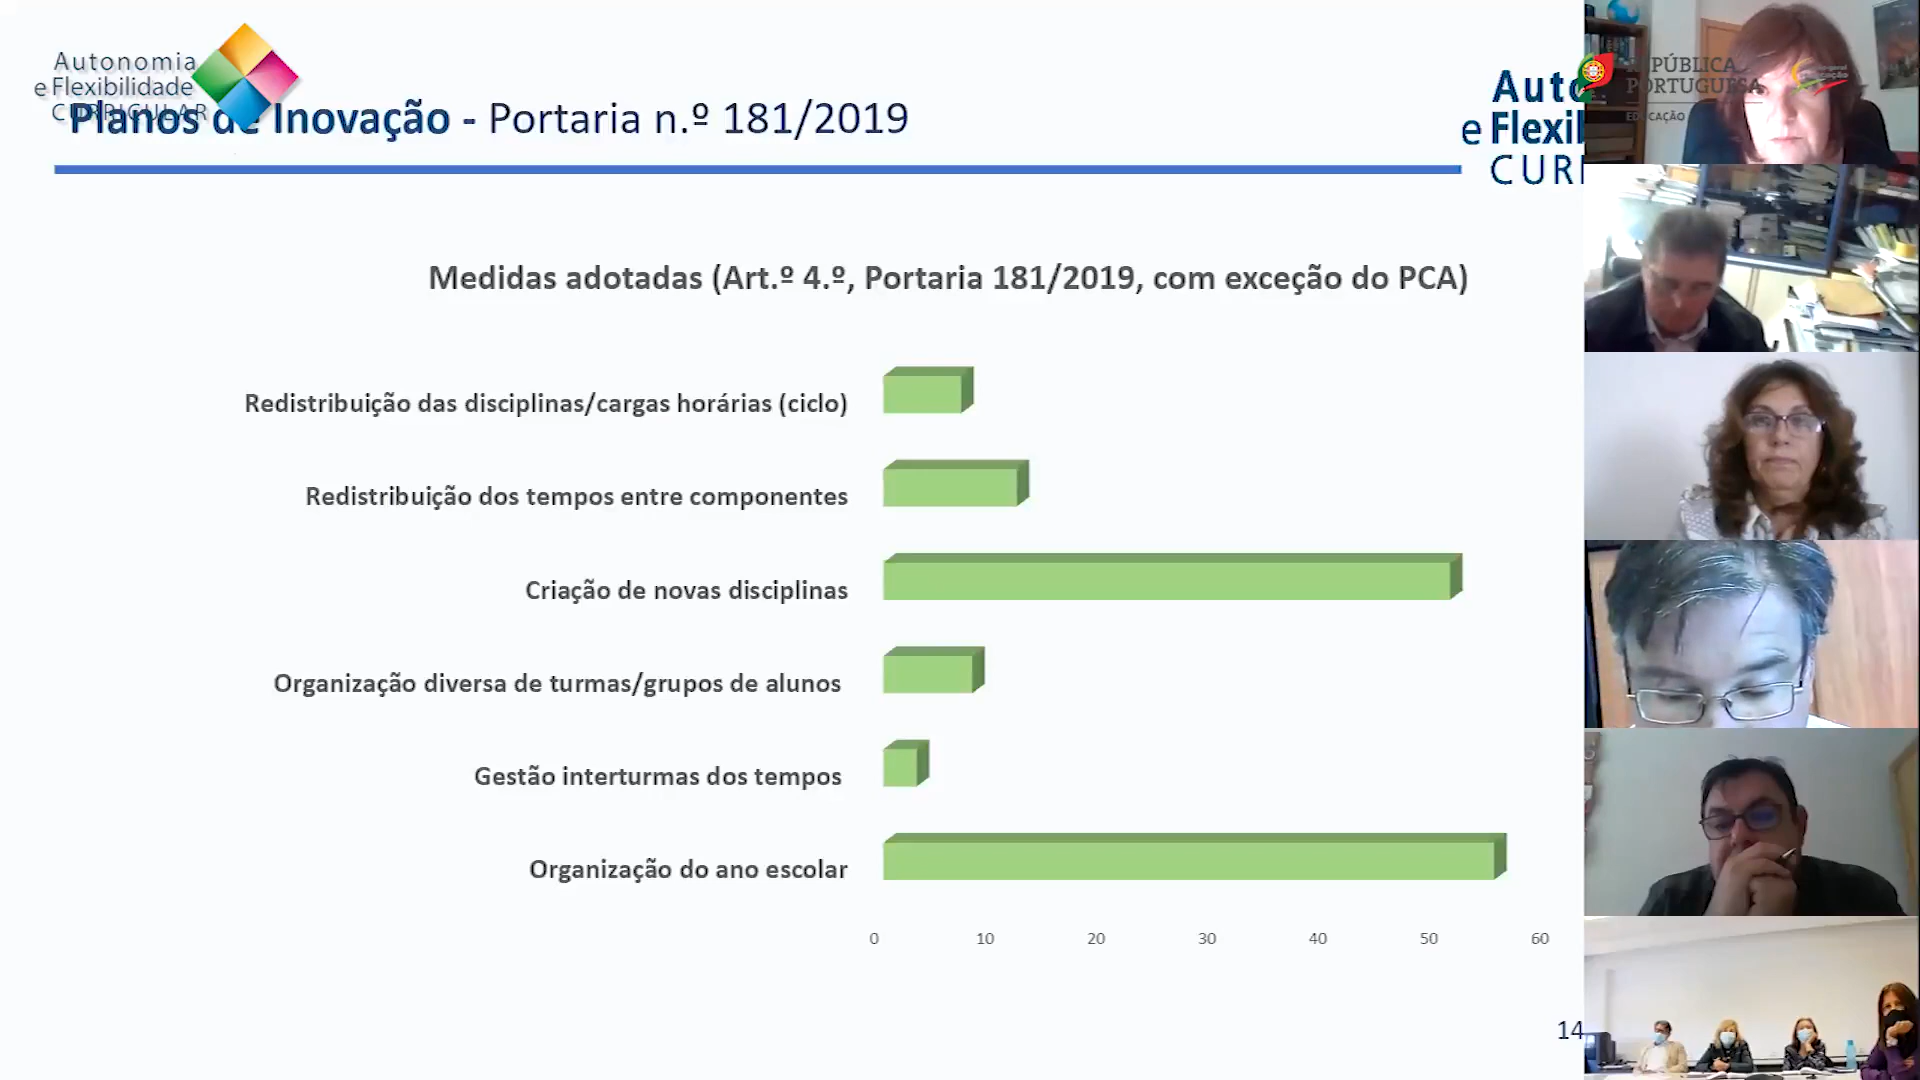 Autonomia
e Flexibilidade
CURRICULAR
Planos de Inovação - Portaria n.º 181/2019
Auto
e Flexil
CURI
REPÚBLICA
PORTUGUESA
EDUCAÇÃO
Medidas adotadas (Art.º 4.º, Portaria 181/2019, com exceção do PCA)
Redistribuição das disciplinas/cargas horárias (ciclo)
Redistribuição dos tempos entre componentes
Criação de novas disciplinas
Organização diversa de turmas/grupos de alunos
Gestão interturmas dos tempos
Organização do ano escolar
0 10 20 30 40 50 60
14